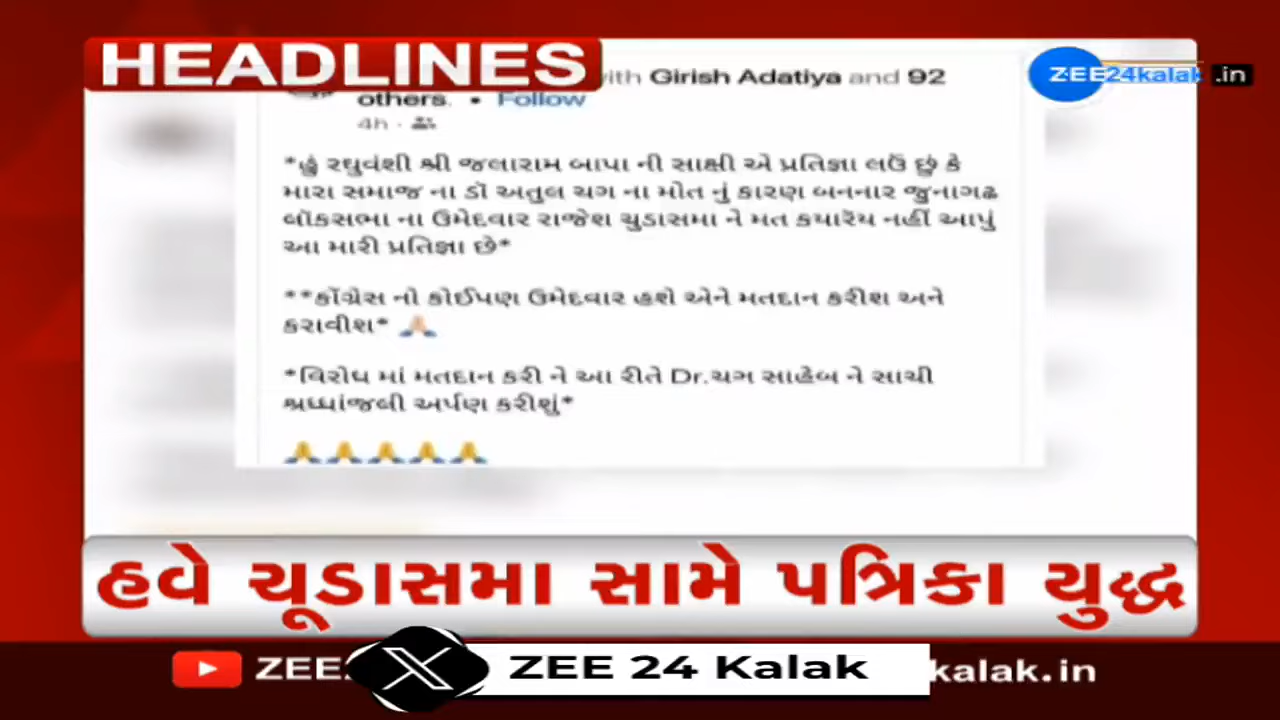 HEADLINES
with Girish Adatiya and 92
others. • Follow
4h ·
ZEE24kalak.in
*હું રઘુવંશી શ્રી જલારામ બાપા ની સાક્ષી એ પ્રતિજ્ઞા લઉં છું કે
મારા સમાજ ના ડૉ અતુલ ચગ ના મોત નું કારણ બનનાર જુનાગઢ
લૉકસભા ના ઉમેદવાર રાજેશ ચુડાસમા ને મત કયારેય નહીં આપું
આ મારી પ્રતિજ્ઞા છે*
**કોંગ્રેસ નો કોઈપણ ઉમેદવાર હશે એને મતદાન કરીશ અને
કરાવીશ* 🙏🏻
*વિરોધ માં મતદાન કરી ને આ રીતે Dr.ચગ સાહેબ ને સાચી
શ્રધ્ધાંજલી અર્પણ કરીશું*
🙏🙏🙏🙏🙏
હવે ચૂડાસમા સામે પત્રિકા યુદ્ધ
ZEE ZEE 24 Kalak kalak.in